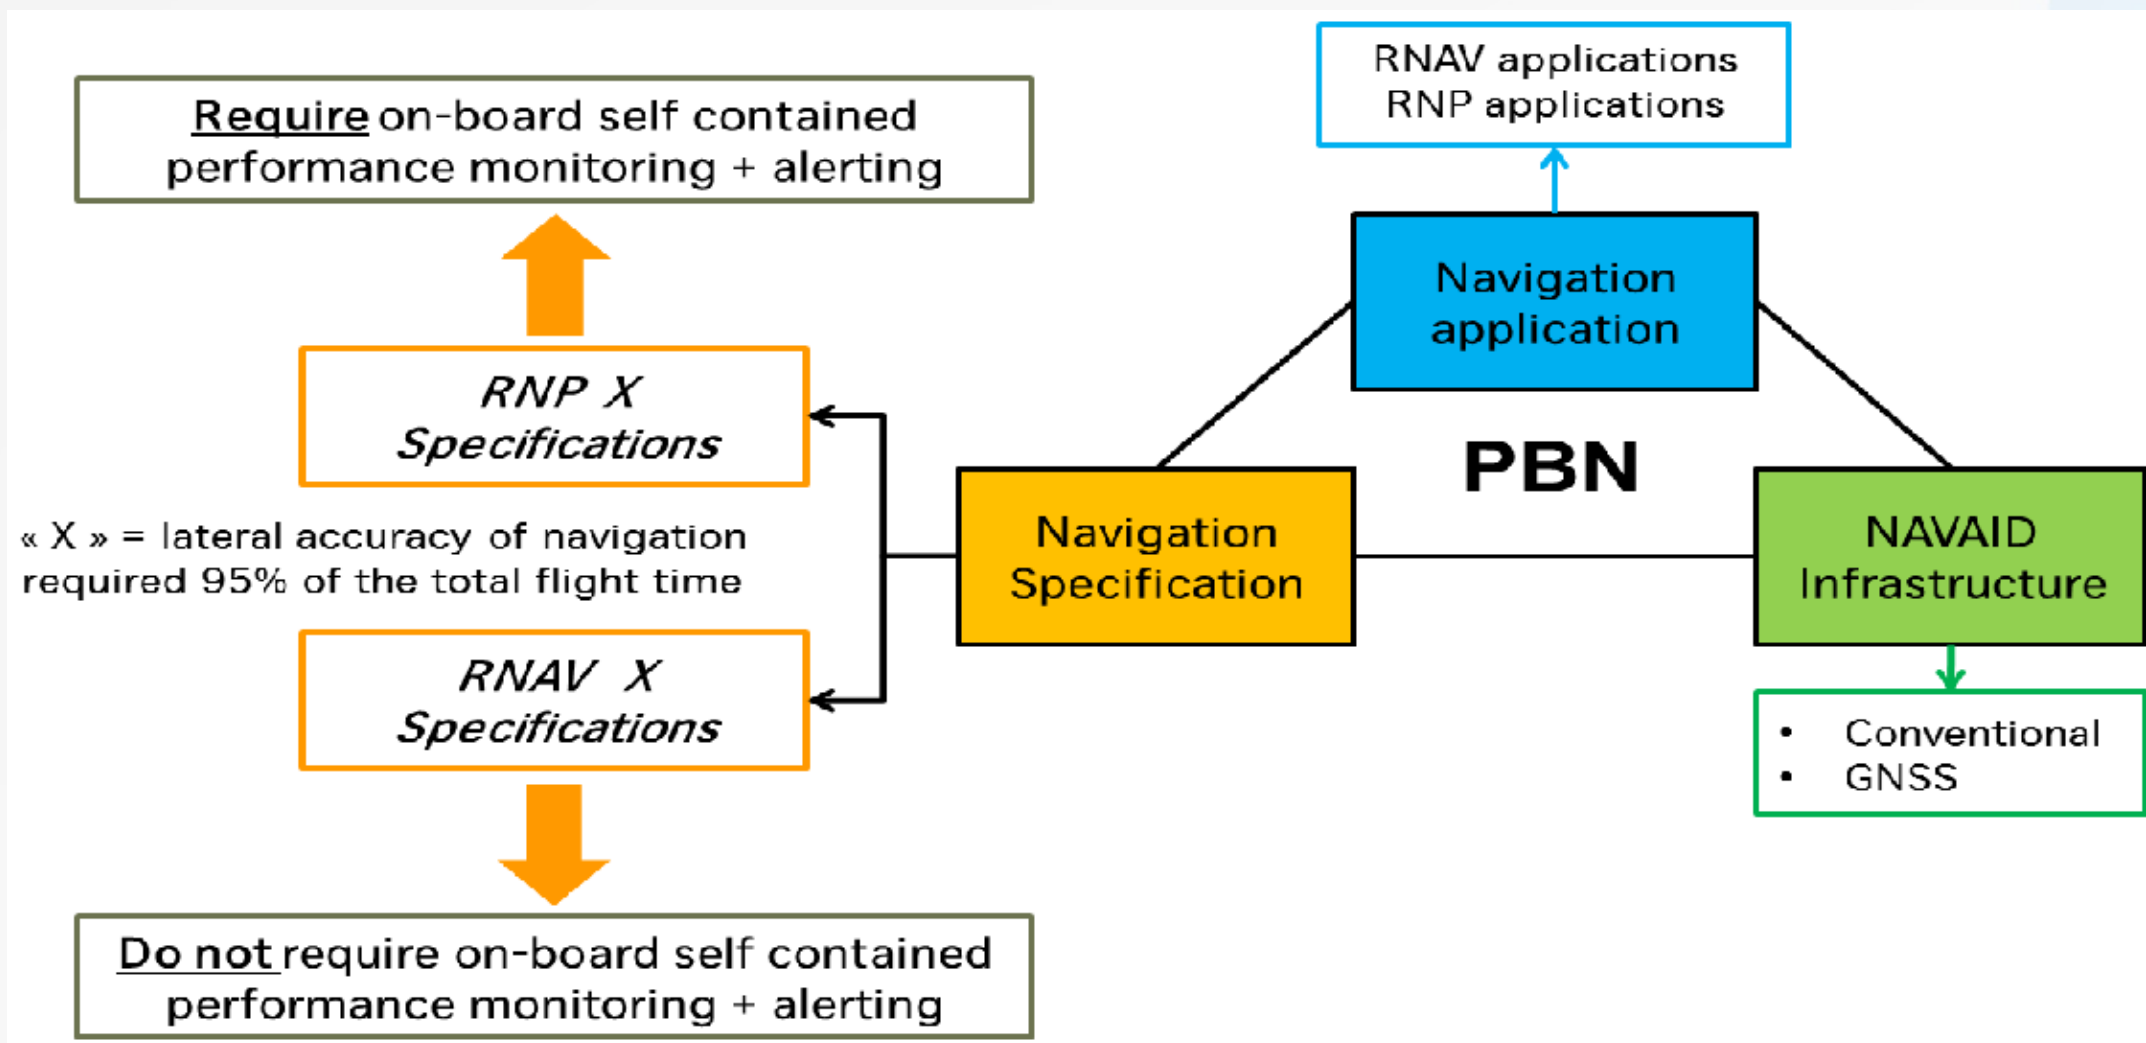 RNAV applications
RNP applications
Require on-board self contained
performance monitoring + alerting
Navigation
application
RNP X
Specifications
PBN
« X » = lateral accuracy of navigation
required 95% of the total flight time
Navigation
Specification
NAVAID
Infrastructure
RNAV X
Specifications
• Conventional
• GNSS
Do not require on-board self contained
performance monitoring + alerting